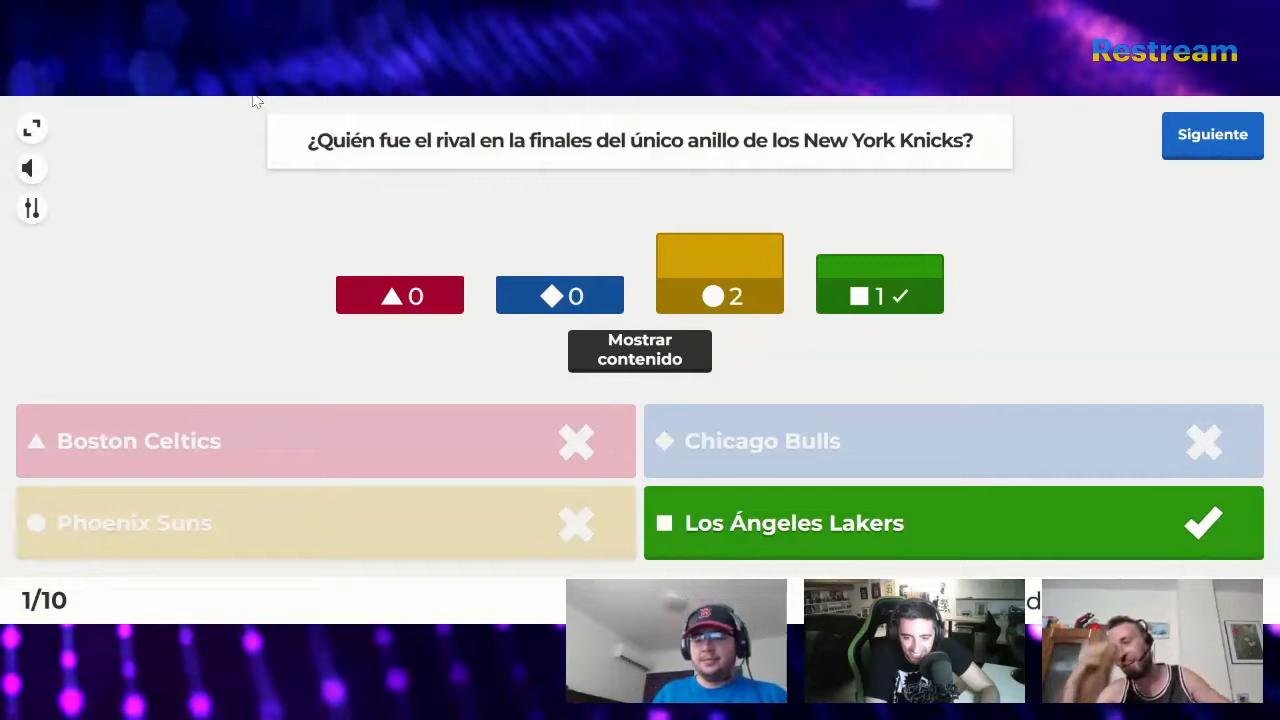 Restream
¿Quién fue el rival en la finales del único anillo de los New York Knicks?
Siguiente
0
0
2
1
Mostrar
contenido
Boston Celtics
Chicago Bulls
Phoenix Suns
Los Ángeles Lakers
1/10
d